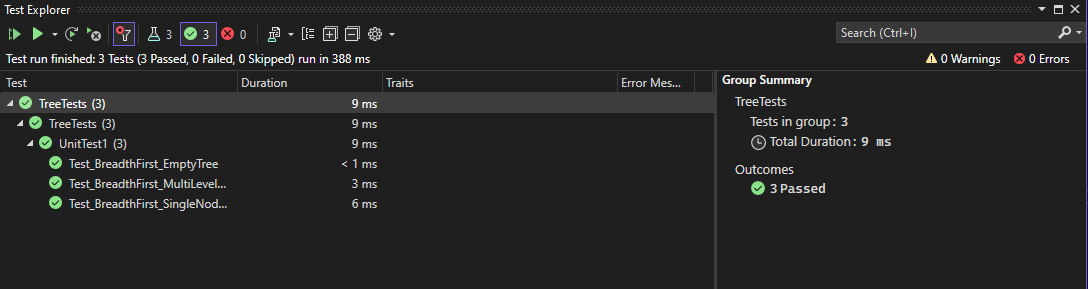 Test Explorer
3 3 0
Search (Ctrl+I)
Test run finished: 3 Tests (3 Passed, 0 Failed, 0 Skipped) run in 388 ms
0 Warnings 0 Errors
Test Duration Traits Error Mes...
TreeTests (3) 9 ms
TreeTests (3) 9 ms
UnitTest1 (3) 9 ms
Test_BreadthFirst_EmptyTree < 1 ms
Test_BreadthFirst_MultiLevel... 3 ms
Test_BreadthFirst_SingleNod... 6 ms
Group Summary
TreeTests
Tests in group: 3
Total Duration: 9 ms
Outcomes
3 Passed